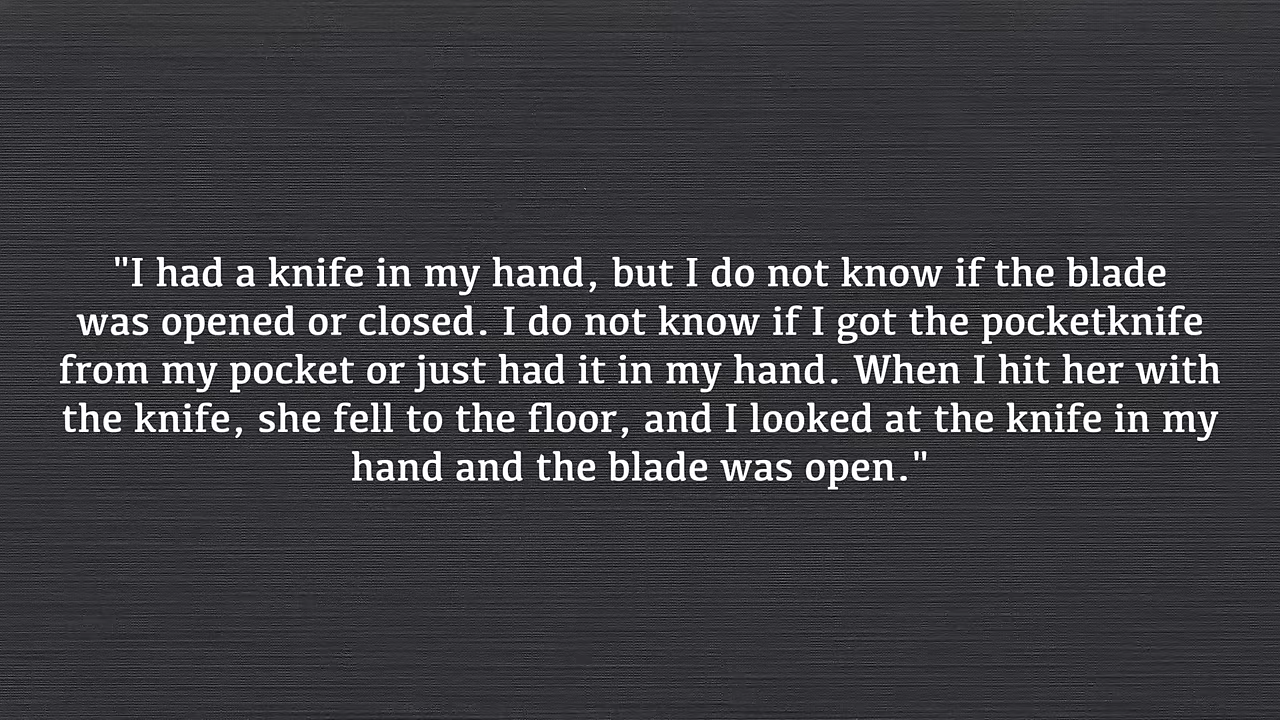 "I had a knife in my hand, but I do not know if the blade
was opened or closed. I do not know if I got the pocketknife
from my pocket or just had it in my hand. When I hit her with
the knife, she fell to the floor, and I looked at the knife in my
hand and the blade was open."